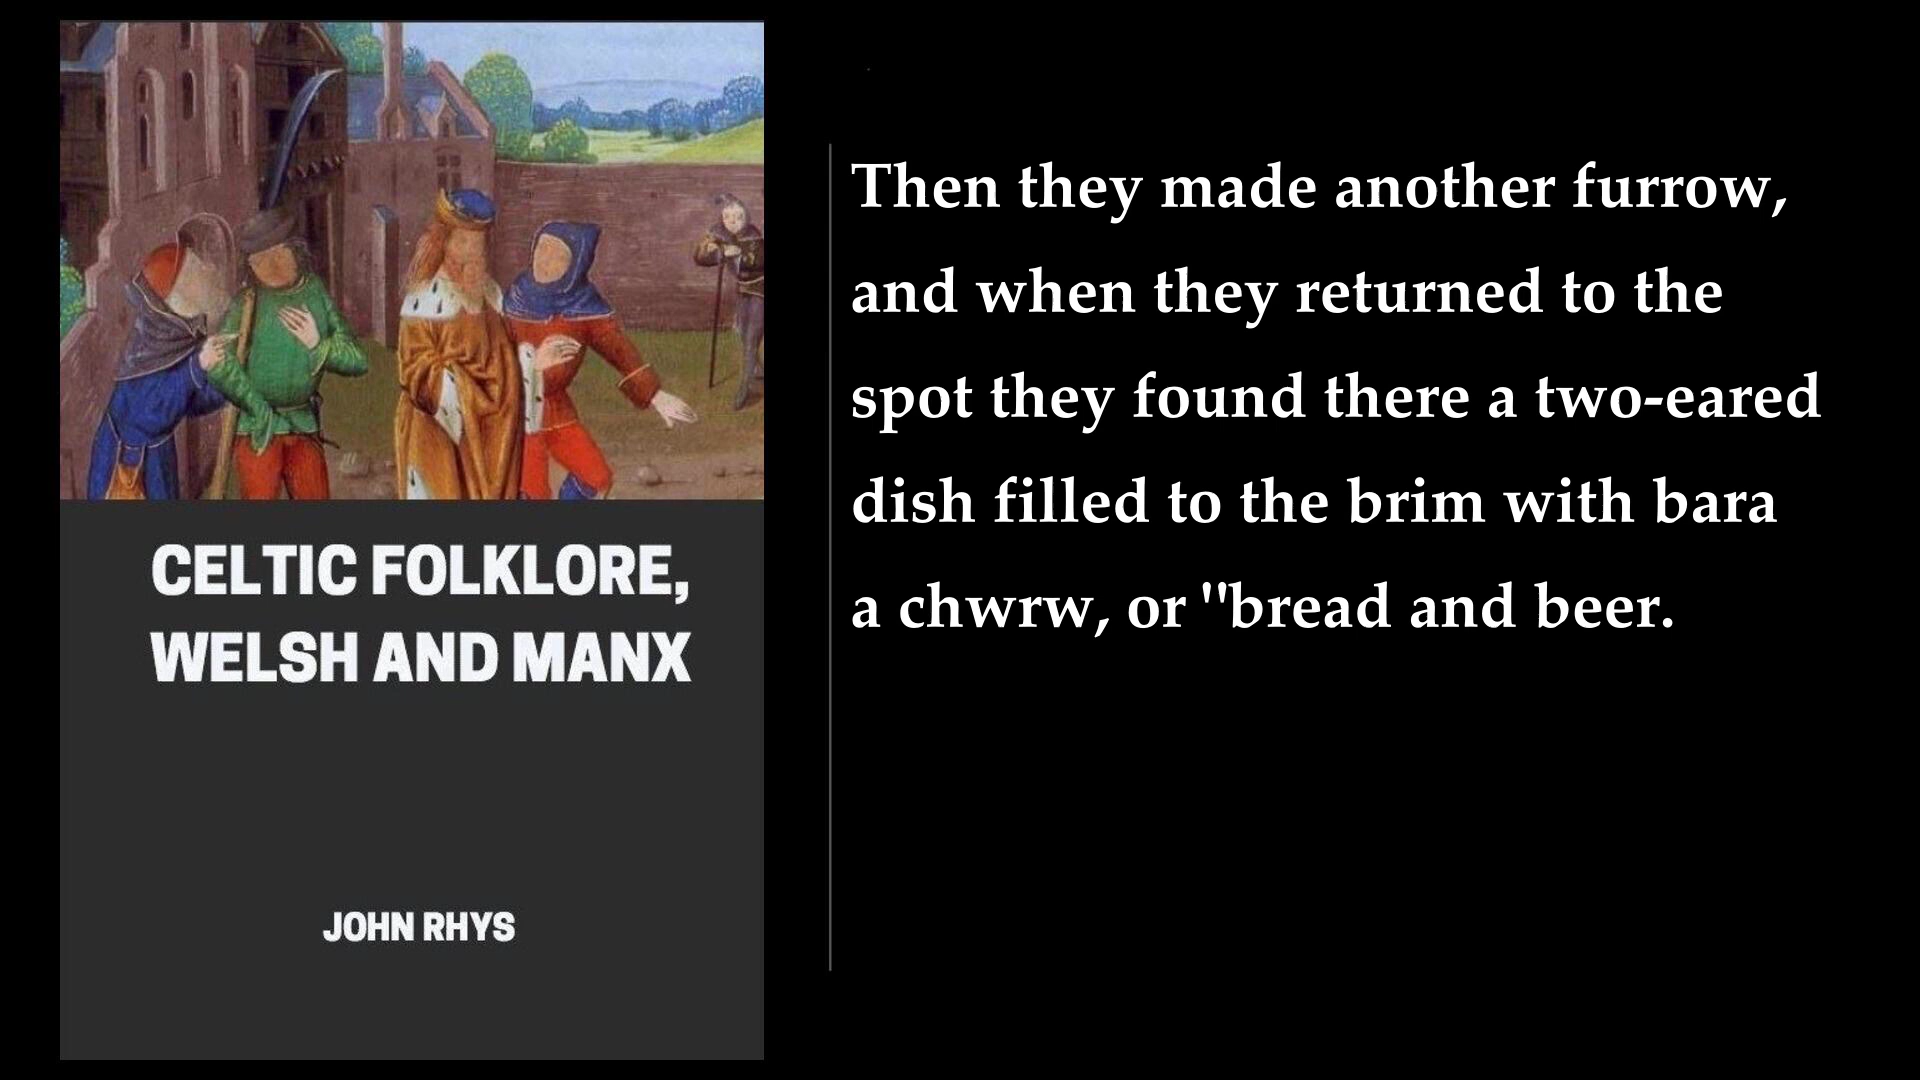 CELTIC FOLKLORE,
WELSH AND MANX
JOHN RHYS
Then they made another furrow,
and when they returned to the
spot they found there a two-eared
dish filled to the brim with bara
a chwrw, or "bread and beer.